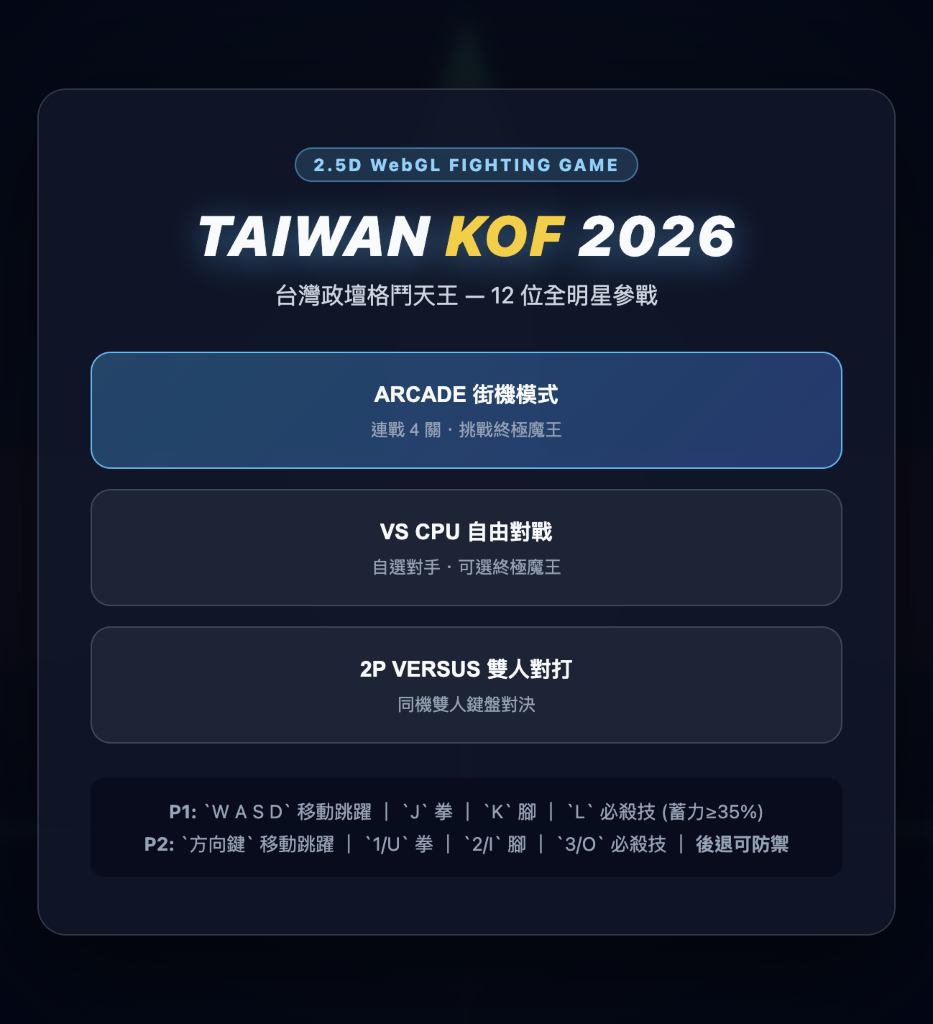 2.5D WebGL FIGHTING GAME
TAIWAN KOF 2026
台灣政壇格鬥天王 — 12 位全明星參戰
ARCADE 街機模式
連戰 4 關 · 挑戰終極魔王
VS CPU 自由對戰
自選對手 · 可選終極魔王
2P VERSUS 雙人對打
同機雙人鍵盤對決
P1: `W A S D` 移動跳躍 ｜ `J` 拳 ｜ `K` 腳 ｜ `L` 必殺技 (蓄力≥35%)
P2: `方向鍵` 移動跳躍 ｜ `1/U` 拳 ｜ `2/I` 腳 ｜ `3/O` 必殺技 ｜ 後退可防禦